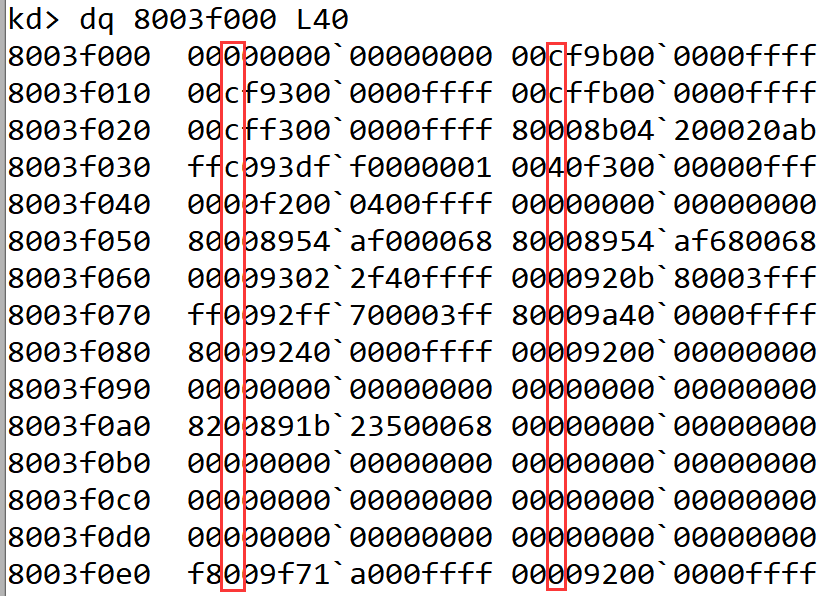 kd> dq 8003f000 L40
8003f000  00000000`00000000 00cf9b00`0000ffff
8003f010  00cf9300`0000ffff 00cffb00`0000ffff
8003f020  00cff300`0000ffff 80008b04`200020ab
8003f030  ffc093df`f0000001 0040f300`00000fff
8003f040  0000f200`0400ffff 00000000`00000000
8003f050  80008954`af000068 80008954`af680068
8003f060  00009302`2f40ffff 0000920b`80003fff
8003f070  ff0092ff`700003ff 80009a40`0000ffff
8003f080  80009240`0000ffff 00009200`00000000
8003f090  00000000`00000000 00000000`00000000
8003f0a0  8200891b`23500068 00000000`00000000
8003f0b0  00000000`00000000 00000000`00000000
8003f0c0  00000000`00000000 00000000`00000000
8003f0d0  00000000`00000000 00000000`00000000
8003f0e0  f8009f71`a000ffff 00009200`0000ffff